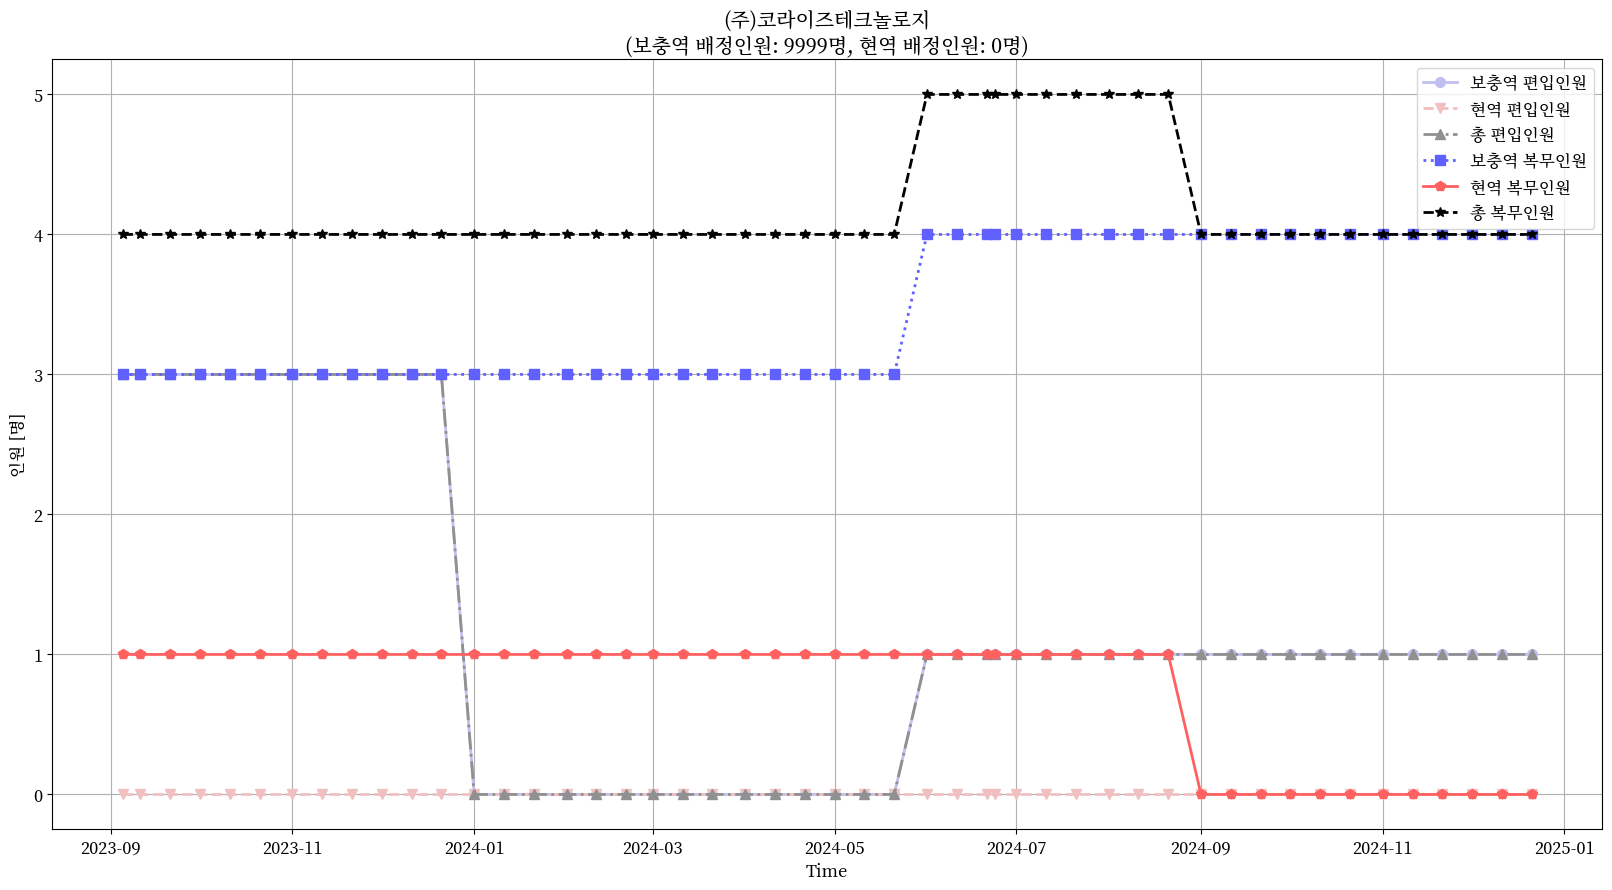 (주)코라이즈테크놀로지
(보충역 배정인원: 9999명, 현역 배정인원: 0명)
보충역 편입인원
현역 편입인원
총 편입인원
보충역 복무인원
현역 복무인원
총 복무인원
인원 [명]
5
4
3
2
1
0
2023-09
2023-11
2024-01
2024-03
2024-05
2024-07
2024-09
2024-11
2025-01
Time